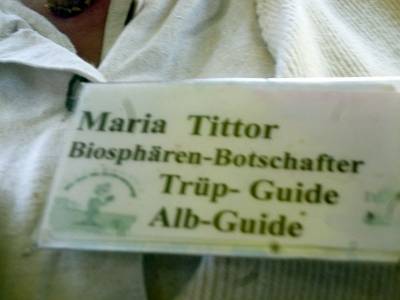 Maria Tittor
Biosphären-Botschafter
Trüp- Guide
Alb-Guide